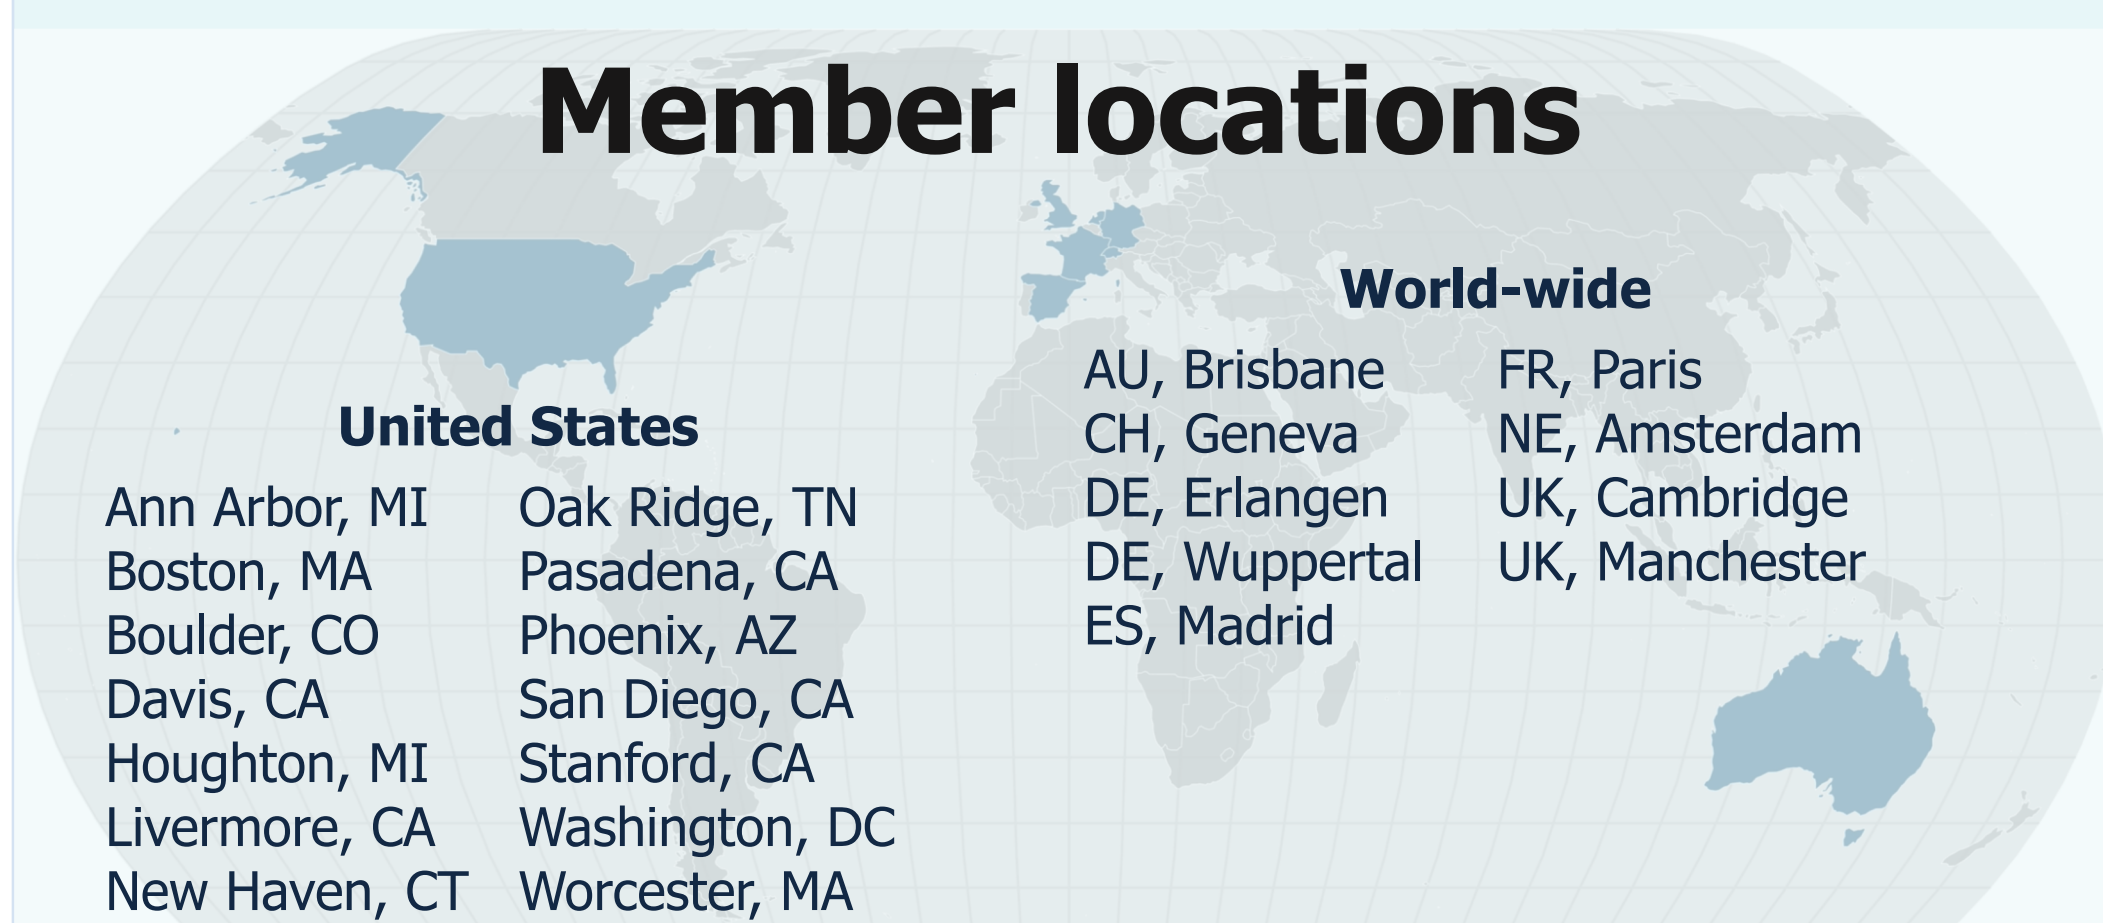 Member locations
United States
Ann Arbor, MI
Boston, MA
Boulder, CO
Davis, CA
Houghton, MI
Livermore, CA
New Haven, CT
Oak Ridge, TN
Pasadena, CA
Phoenix, AZ
San Diego, CA
Stanford, CA
Washington, DC
Worcester, MA
World-wide
AU, Brisbane
CH, Geneva
DE, Erlangen
DE, Wuppertal
ES, Madrid
FR, Paris
NE, Amsterdam
UK, Cambridge
UK, Manchester